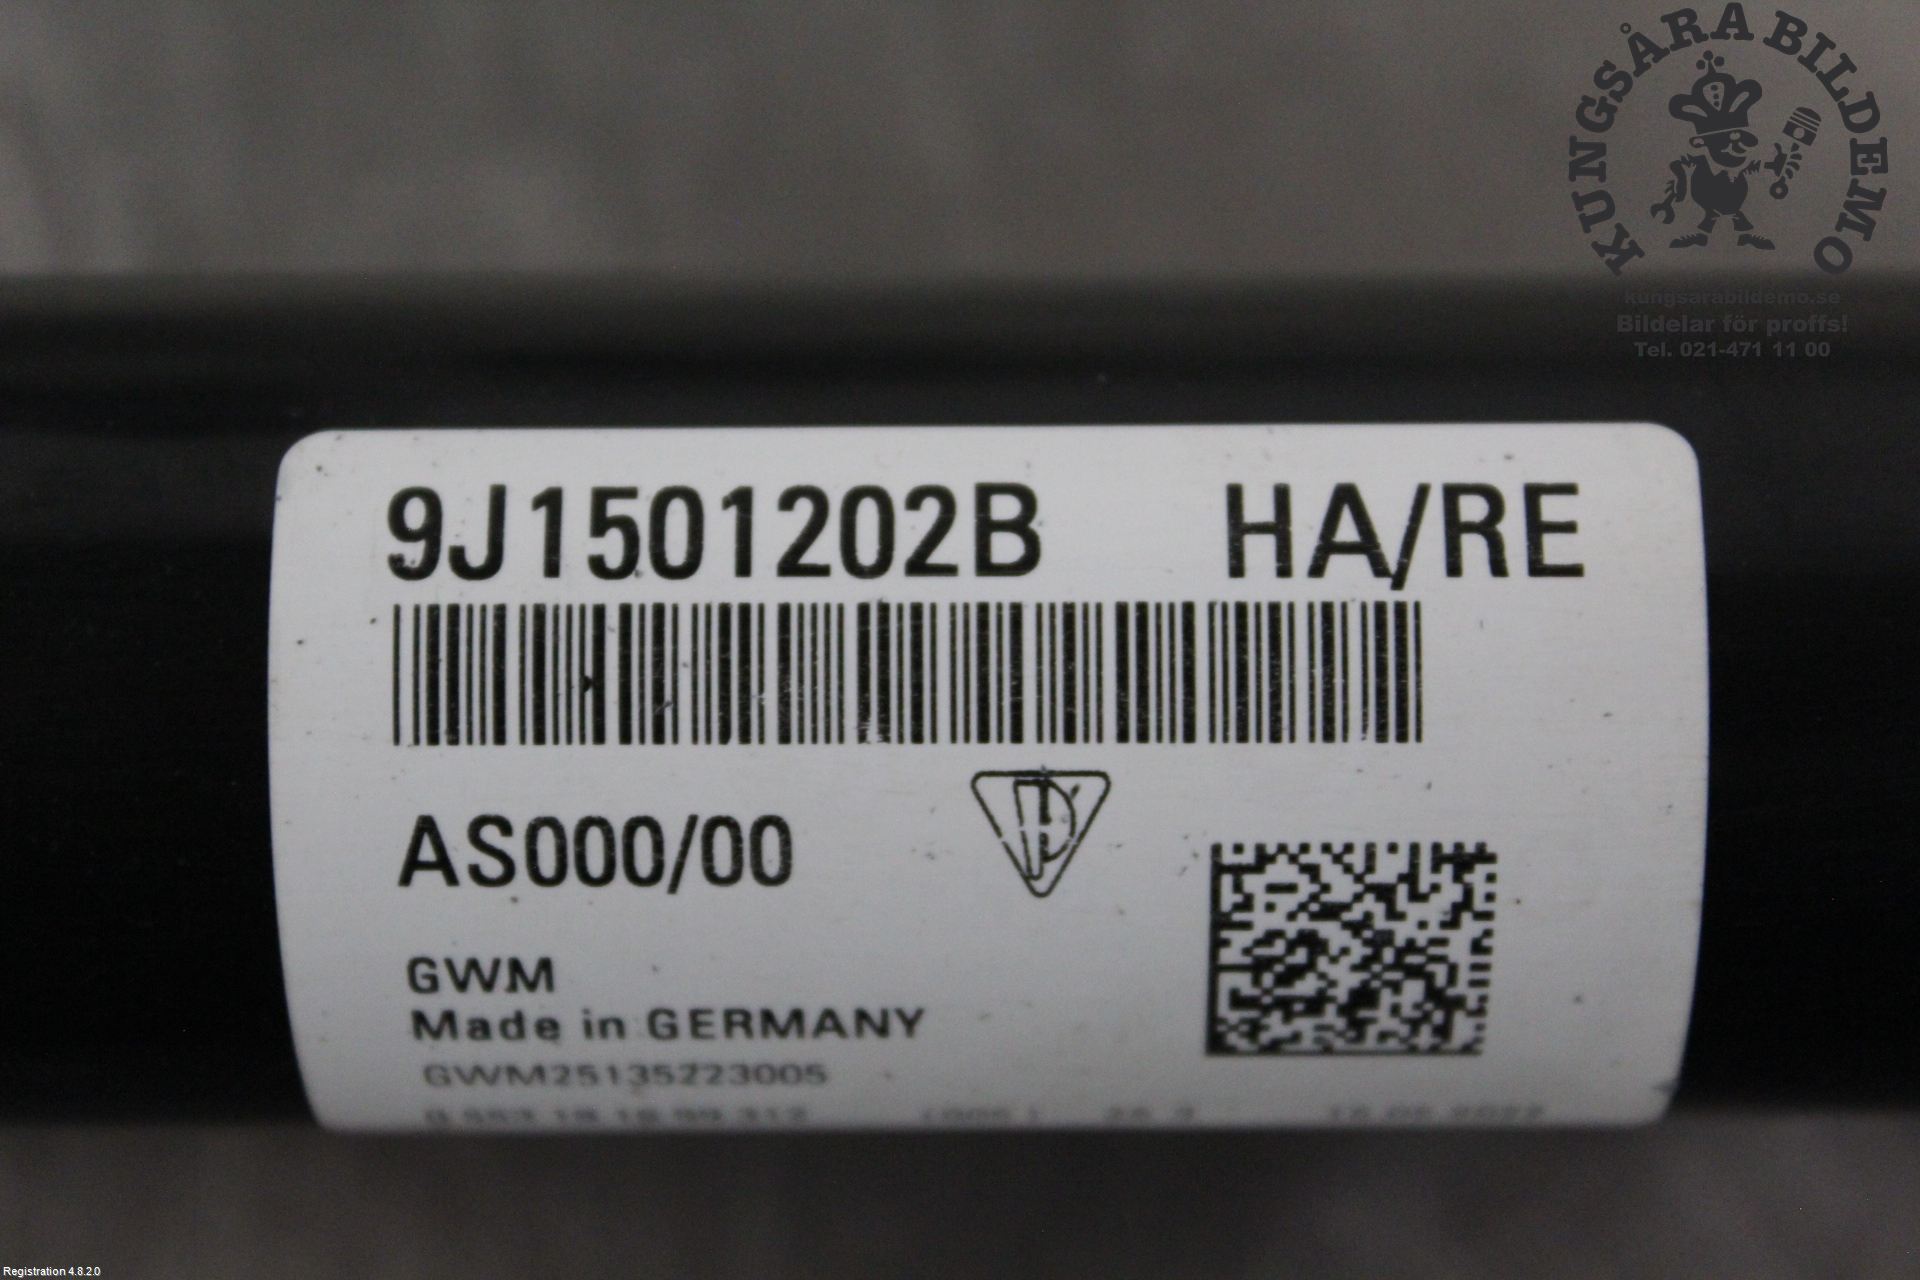 KUNGSÅRA BILDEMO
kungsarabildemo.se
Bildelar för proffs!
Tel. 021-471 11 00
9J1501202B HA/RE
AS000/00
GWM
Made in GERMANY
GWM25135223005
Registration 4.8.2.0